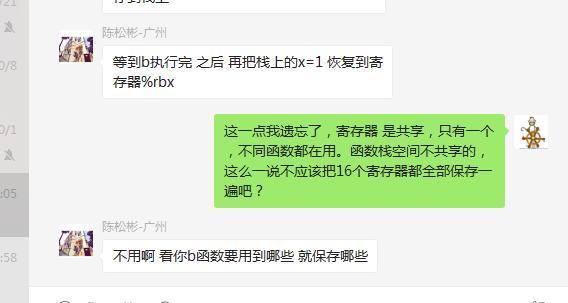 陈松彬-广州
0/8
等到b执行完 之后 再把栈上的x=1 恢复到寄
存器%rbx
0/1
这一点我遗忘了，寄存器 是共享，只有一个
，不同函数都在用。函数栈空间不共享的，
这么一说不应该把16个寄存器都全部保存一
遍吧？
:05
陈松彬-广州
:58
不用啊 看你b函数要用到哪些 就保存哪些